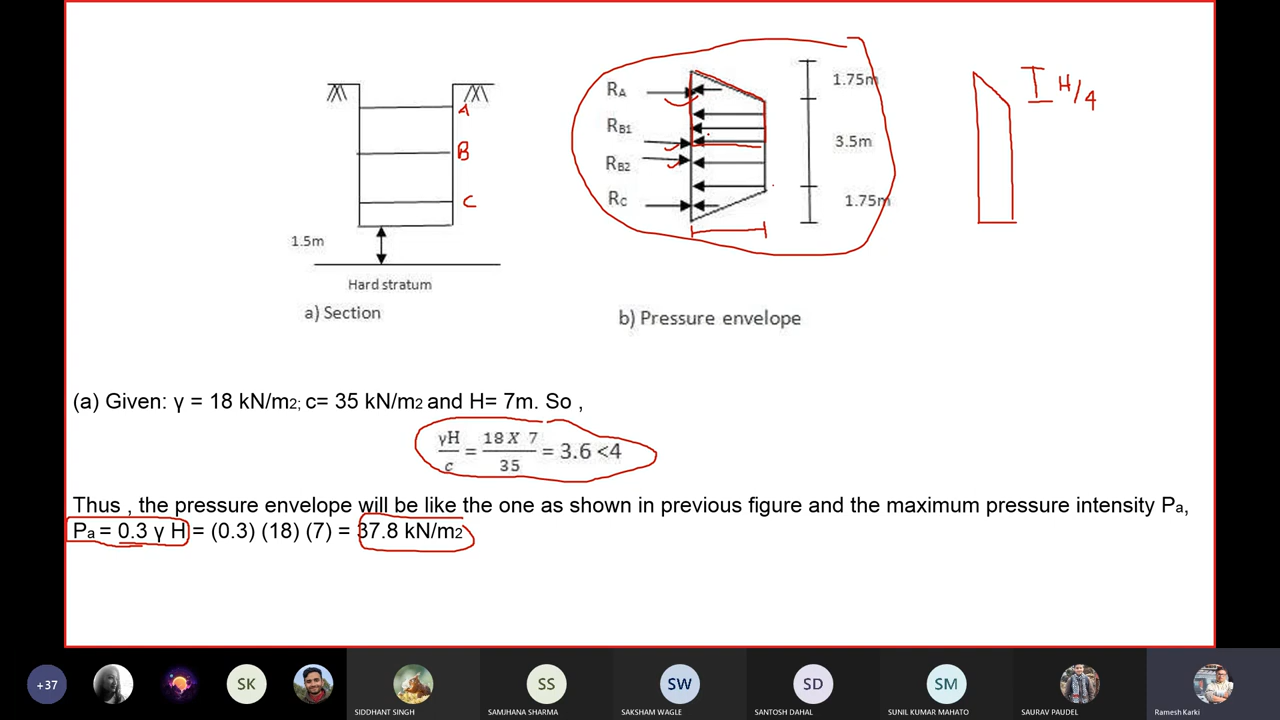 A
B
C
1.5m
Hard stratum
a) Section
RA
RB1
RB2
RC
1.75m
3.5m
1.75m
H/4
b) Pressure envelope
(a) Given: γ = 18 kN/m2; c= 35 kN/m2 and H= 7m. So ,
γH/c = 18 X 7/35 = 3.6 <4
Thus , the pressure envelope will be like the one as shown in previous figure and the maximum pressure intensity Pa,
Pa = 0.3 γ H = (0.3) (18) (7) = 37.8 kN/m2
+37
SK
SIDDHANT SINGH
SS
SAMJHANA SHARMA
SW
SAKSHAM WAGLE
SD
SANTOSH DAHAL
SM
SUNIL KUMAR MAHATO
SAURAV PAUDEL
Ramesh Karki